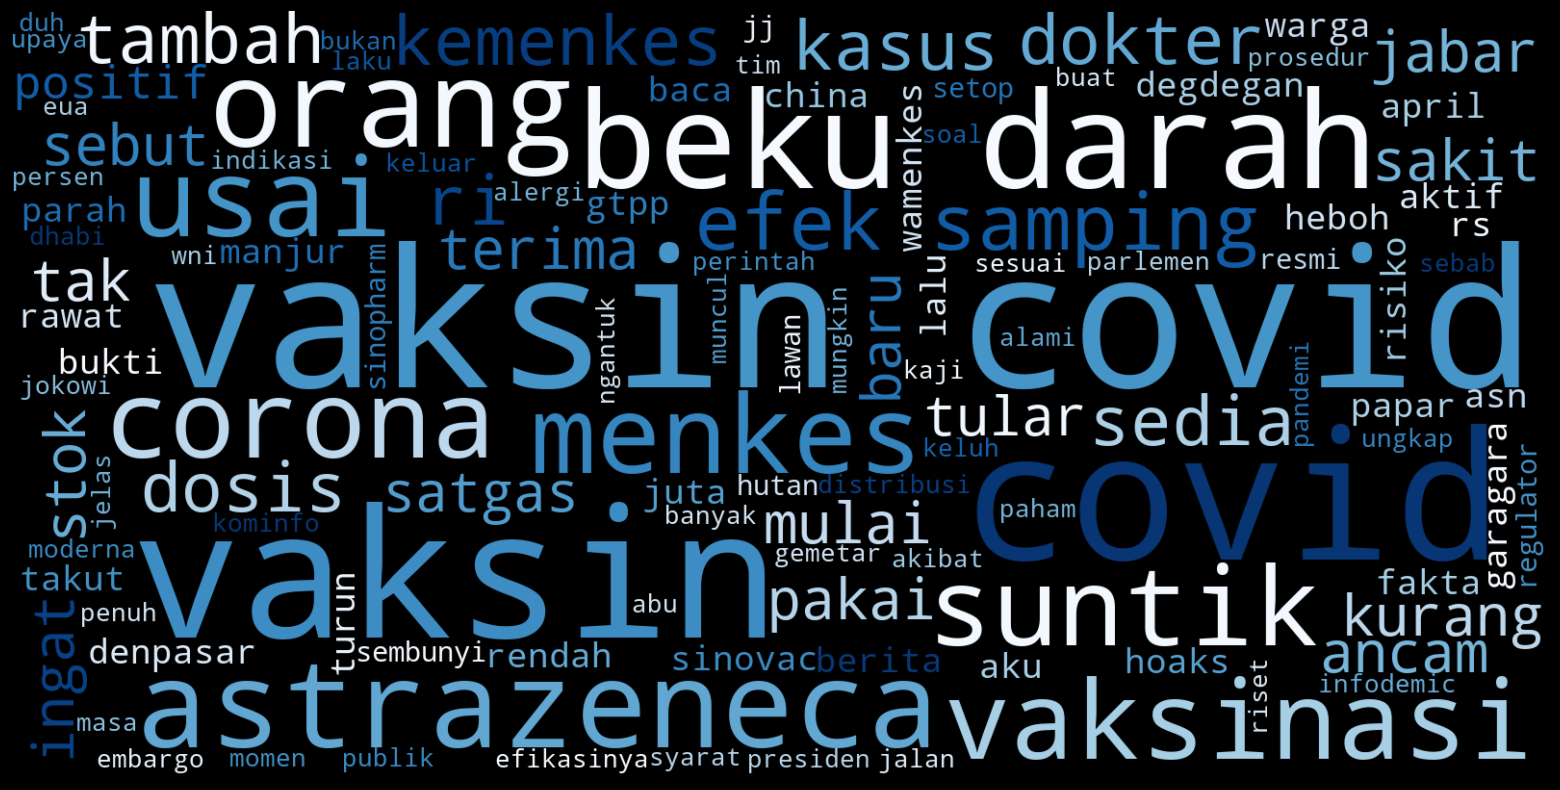 duh
upaya
tambah
bukan
laku
kemenkes
jj
tim
kasus
dokter
warga
prosedur
jabar
positif
eua
orang
baca
china
setop
buat
degdegan
april
sebut
indikasi
keluar
beku
wamenkes
soal
darah
sakit
persen
usai
ri
alergi
gtpp
efek
samping
heboh
aktif
rs
parah
dhabi
wni
manjur
terima
perintah
sesuai
parlemen
resmi
sebab
tak
rawat
vaksin
sinopharm
ngantuk
muncul
lawan
mungkin
baru
lalu
covid
alami
risiko
bukti
jokowi
kaji
pandemi
corona
menkes
tular
sedia
papar
asn
keluh
ungkap
stok
jelas
dosis
satgas
juta
hutan
distribusi
covid
garagara
regulator
kominfo
banyak
mulai
paham
moderna
vaksin
gemetar
akibat
takut
turun
abu
pakai
suntik
fakta
kurang
ingat
penuh
denpasar
sembunyi
rendah
sinovac
berita
aku
hoaks
ancam
infodemic
masa
astrazeneca
vaksinasi
riset
embargo
momen
publik
efikasinya
syarat
presiden
jalan